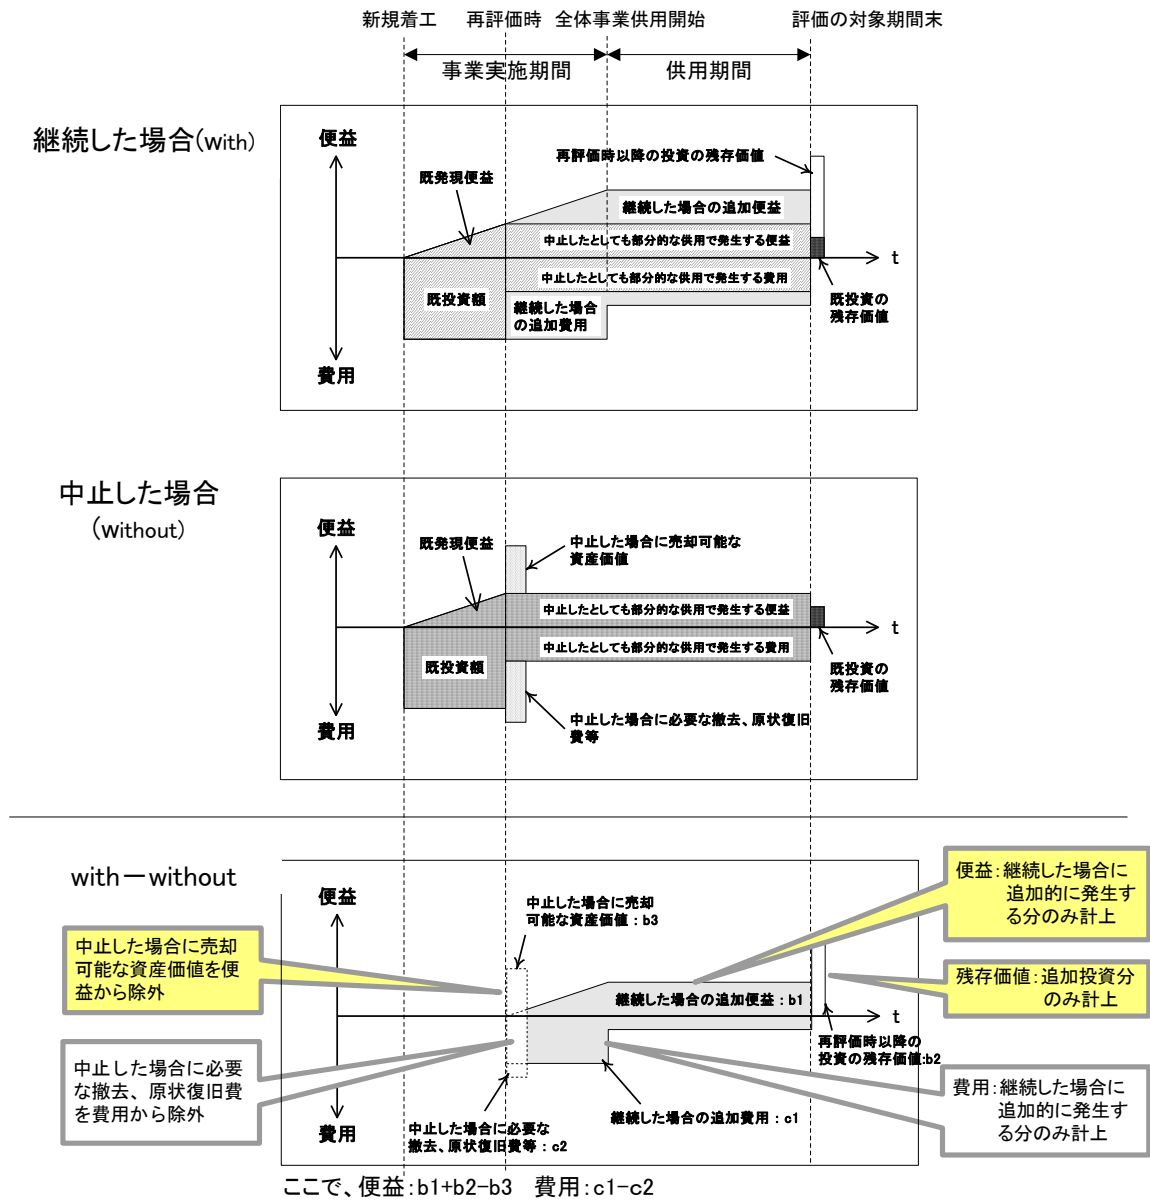 新規着工
再評価時
全体事業供用開始
評価の対象期間末
事業実施期間
供用期間
継続した場合(with)
便益
再評価時以降の投資の残存価値
既発現便益
継続した場合の追加便益
中止したとしても部分的な供用で発生する便益
t
中止したとしても部分的な供用で発生する費用
既投資額
継続した場合
の追加費用
既投資の
残存価値
費用
中止した場合
(without)
便益
既発現便益
中止した場合に売却可能な
資産価値
中止したとしても部分的な供用で発生する便益
t
中止したとしても部分的な供用で発生する費用
既投資額
既投資の
残存価値
中止した場合に必要な撤去、原状復旧
費等
費用
with－without
便益
中止した場合に売却
可能な資産価値：b3
便益：継続した場合に
追加的に発生す
る分のみ計上
中止した場合に売却
可能な資産価値を便
益から除外
残存価値：追加投資分
のみ計上
継続した場合の追加便益：b1
t
再評価時以降の
投資の残存価値:b2
中止した場合に必要
な撤去、原状復旧費
を費用から除外
費用：継続した場合に
追加的に発生す
る分のみ計上
継続した場合の追加費用：c1
中止した場合に必要な
撤去、原状復旧費等：c2
費用
ここで、便益：b1+b2-b3　費用：c1-c2